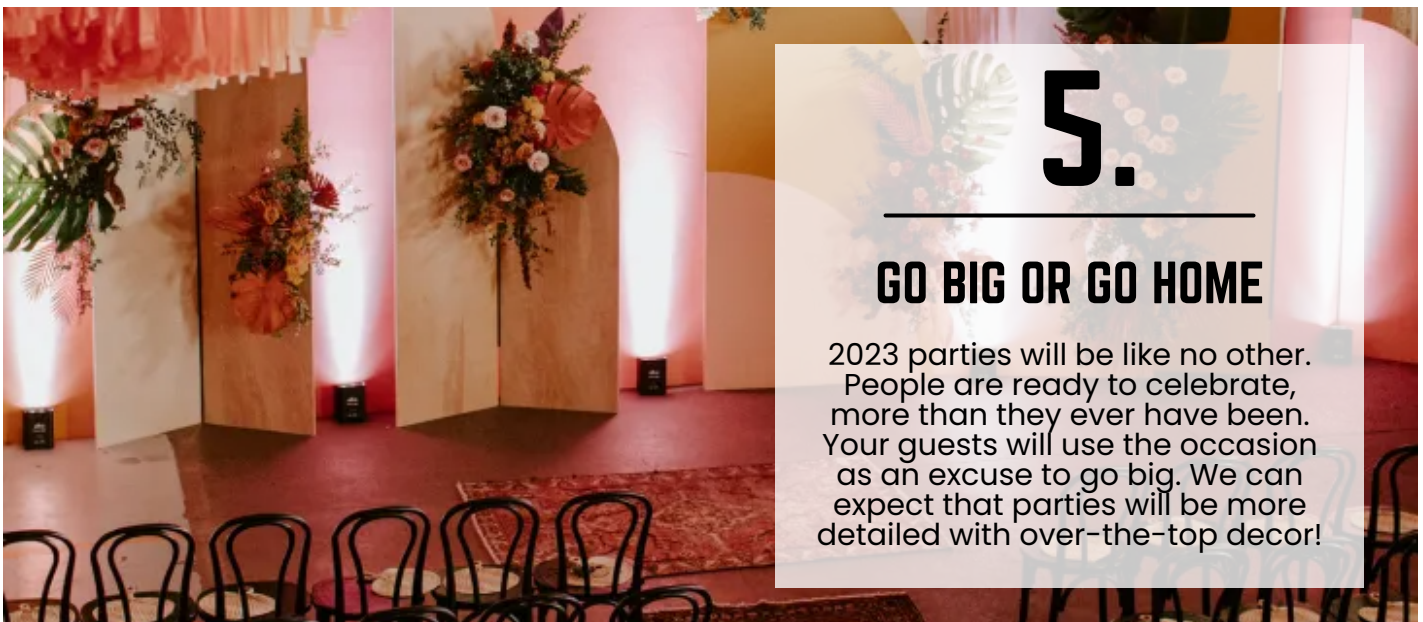 5.
GO BIG OR GO HOME
2023 parties will be like no other.
People are ready to celebrate,
more than they ever have been.
Your guests will use the occasion
as an excuse to go big. We can
expect that parties will be more
detailed with over-the-top decor!